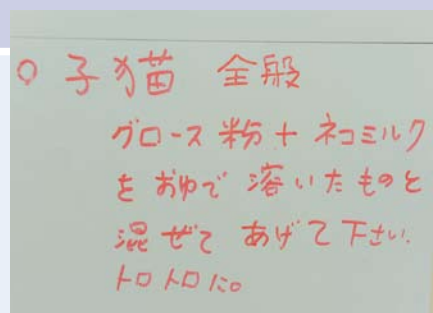 ○ 子猫 全般
グロース粉＋ネコミルク
を おゆで 溶いたものと
混ぜて あげて下さい.
トロトロに。